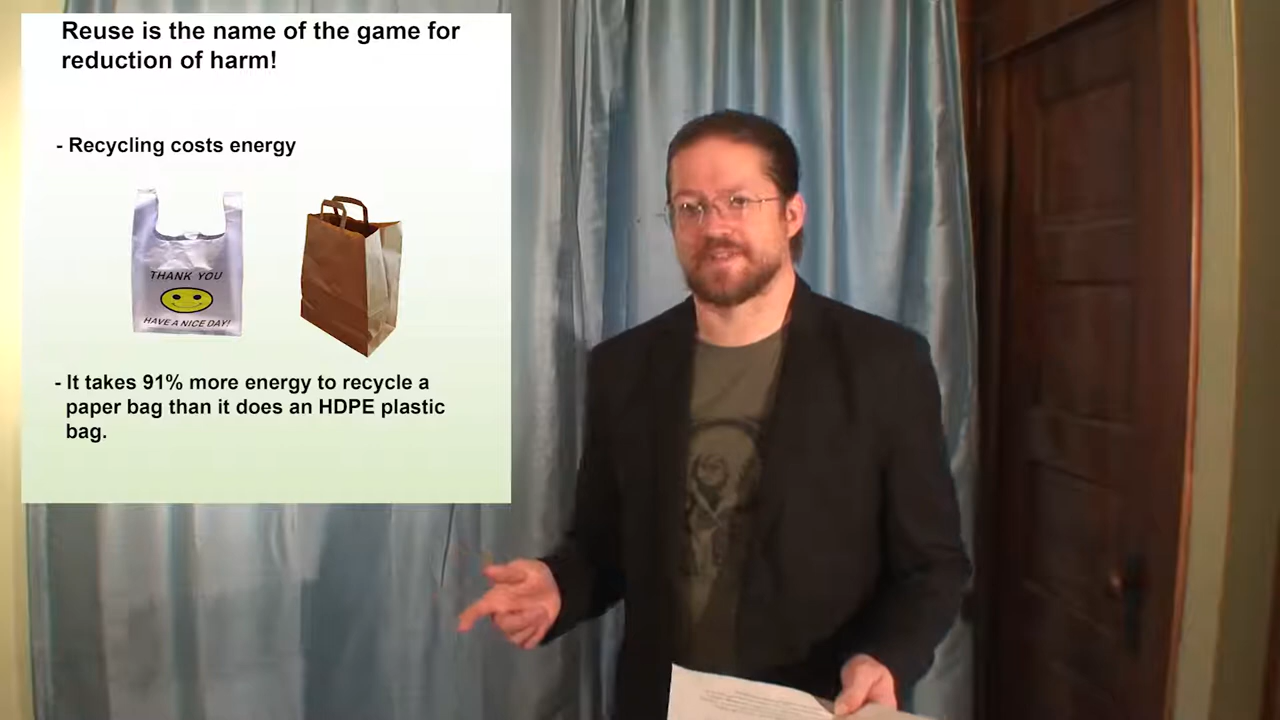 Reuse is the name of the game for
reduction of harm!
- Recycling costs energy
THANK YOU
HAVE A NICE DAY!
- It takes 91% more energy to recycle a
paper bag than it does an HDPE plastic
bag.